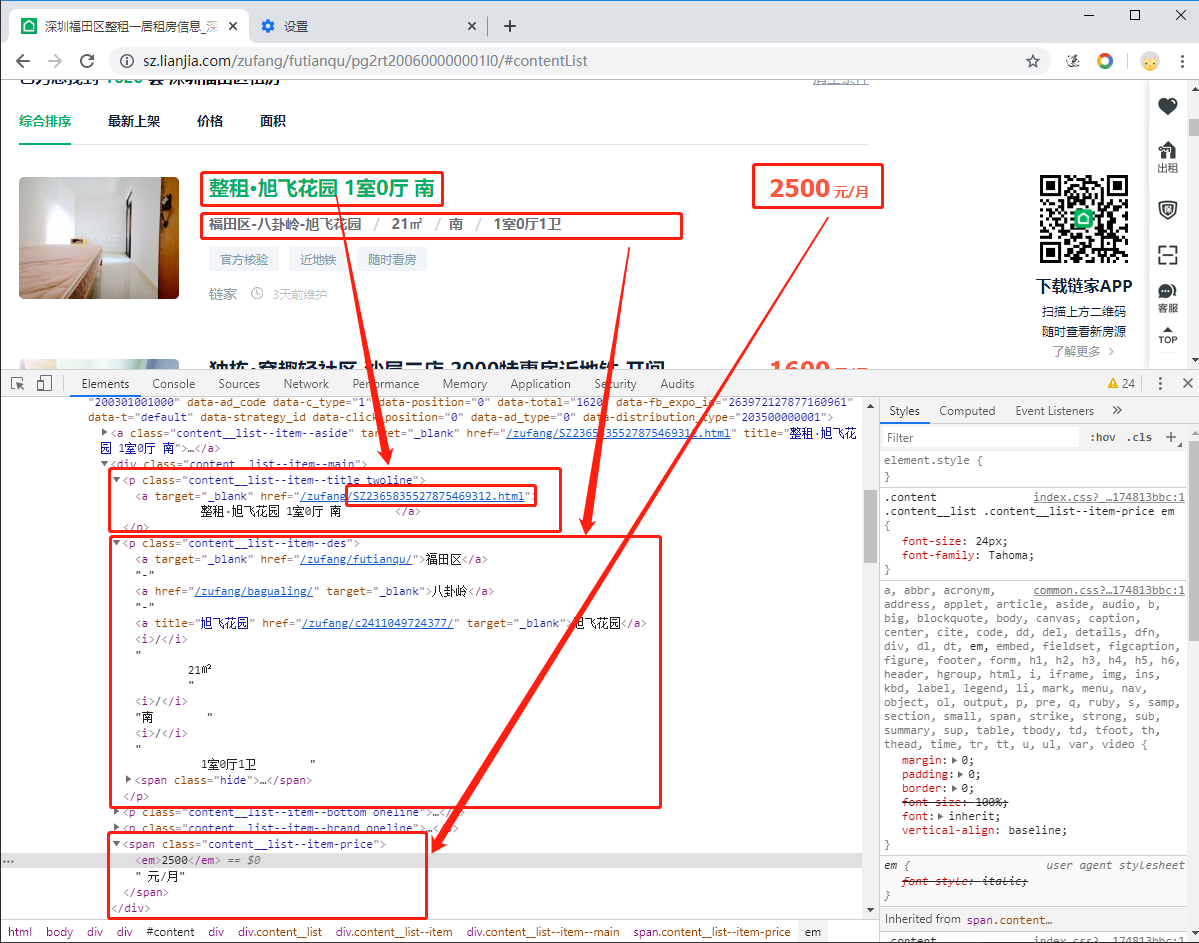 深圳福田区整租一居租房信息_深
设置
sz.lianjia.com/zufang/futianqu/pg2rt200600000001l0/#contentList
综合排序 最新上架 价格 面积
整租·旭飞花园 1室0厅 南
2500 元/月
福田区-八卦岭-旭飞花园 / 21㎡ / 南 / 1室0厅1卫
官方核验 近地铁 随时看房
链家 3天前维护
出租
客服
TOP
下载链家APP
扫描上方二维码
随时查看新房源
了解更多 >
Elements Console Sources Network Performance Memory Application Security Audits 24
"200301001000" data-ad_code data-c_type="1" data-position="0" data-total="1620" data-fb_expo_id="263972127877160961"
data-t="default" data-strategy_id data-click_position="0" data-ad_type="0" data-distribution_type="203500000001">
<a class="content__list--item--aside" target="_blank" href="/zufang/SZ2365835527875469312.html" title="整租·旭飞花
园 1室0厅 南">…</a>
<div class="content__list--item--main">
<p class="content__list--item--title twoline">
<a target="_blank" href="/zufang/SZ2365835527875469312.html">
整租·旭飞花园 1室0厅 南 </a>
</p>
<p class="content__list--item--des">
<a target="_blank" href="/zufang/futianqu/">福田区</a>
"-"
<a href="/zufang/bagualing/" target="_blank">八卦岭</a>
"-"
<a title="旭飞花园" href="/zufang/c2411049724377/" target="_blank">旭飞花园</a>
<i>/</i>
"
21㎡
"
<i>/</i>
"南 "
<i>/</i>
"
1室0厅1卫 "
<span class="hide">…</span>
</p>
<p class="content__list--item--bottom oneline">…</p>
<p class="content__list--item--brand oneline">…</p>
<span class="content__list--item-price">
<em>2500</em> == $0
" 元/月"
</span>
</div>
html body div div #content div div.content__list div.content__list--item div.content__list--item--main span.content__list--item-price em
Styles Computed Event Listeners »
Filter :hov .cls +
element.style {
}
.content index.css?_…174813bbc:1
.content__list .content__list--item-price em
{
font-size: 24px;
font-family: Tahoma;
}
a, abbr, acronym, common.css?…174813bbc:1
address, applet, article, aside, audio, b,
big, blockquote, body, canvas, caption,
center, cite, code, dd, del, details, dfn,
div, dl, dt, em, embed, fieldset, figcaption,
figure, footer, form, h1, h2, h3, h4, h5, h6,
header, hgroup, html, i, iframe, img, ins,
kbd, label, legend, li, mark, menu, nav,
object, ol, output, p, pre, q, ruby, s, samp,
section, small, span, strike, strong, sub,
summary, sup, table, tbody, td, tfoot, th,
thead, time, tr, tt, u, ul, var, video {
margin: 0;
padding: 0;
border: 0;
font-size: 100%;
font: inherit;
vertical-align: baseline;
}
em { user agent stylesheet
font-style: italic;
}
Inherited from span.content…